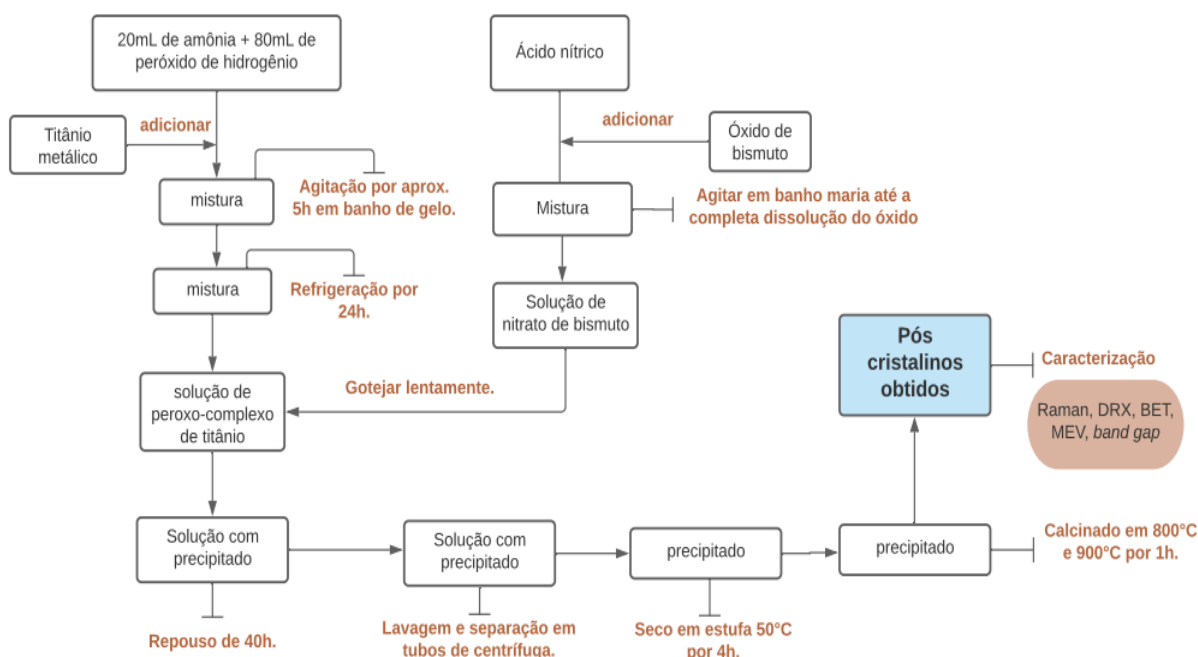 20mL de amônia + 80mL de
peróxido de hidrogênio
Ácido nítrico
adicionar
Titânio
metálico
adicionar
Óxido de
bismuto
mistura
Agitação por aprox.
5h em banho de gelo.
Mistura
Agitar em banho maria até a
completa dissolução do óxido
mistura
Refrigeração por
24h.
Solução de
nitrato de bismuto
Gotejar lentamente.
solução de
peroxo-complexo
de titânio
Pós
cristalinos
obtidos
Caracterização
Raman, DRX, BET,
MEV, band gap
Solução com
precipitado
Repouso de 40h.
Solução com
precipitado
Lavagem e separação em
tubos de centrífuga.
precipitado
Seco em estufa 50°C
por 4h.
precipitado
Calcinado em 800°C
e 900°C por 1h.